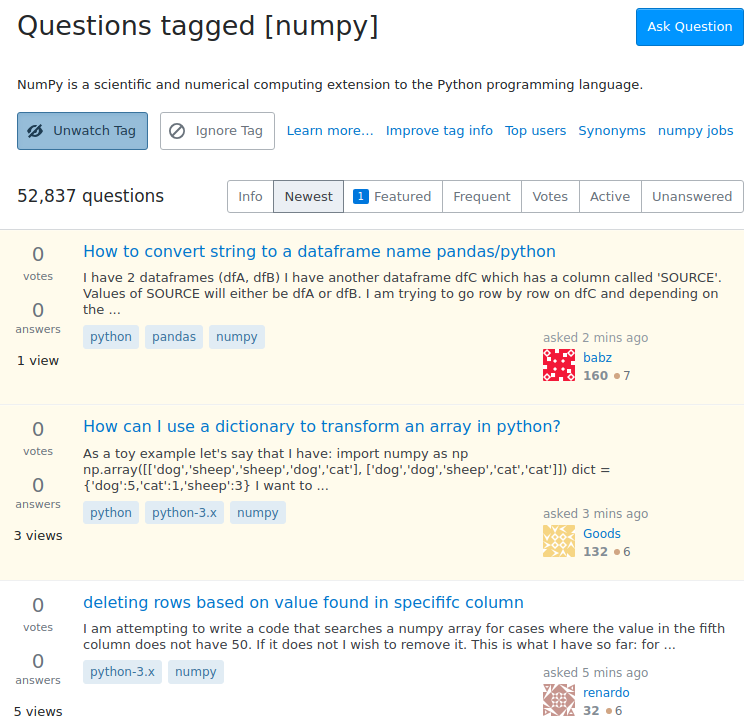 Questions tagged [numpy]
Ask Question
NumPy is a scientific and numerical computing extension to the Python programming language.
Unwatch Tag
Ignore Tag
Learn more…
Improve tag info
Top users
Synonyms
numpy jobs
52,837 questions
Info
Newest
1 Featured
Frequent
Votes
Active
Unanswered
0
votes
0
answers
1 view
How to convert string to a dataframe name pandas/python
I have 2 dataframes (dfA, dfB) I have another dataframe dfC which has a column called 'SOURCE'.
Values of SOURCE will either be dfA or dfB. I am trying to go row by row on dfC and depending on
the ...
python
pandas
numpy
asked 2 mins ago
babz
160 ● 7
0
votes
0
answers
3 views
How can I use a dictionary to transform an array in python?
As a toy example let's say that I have: import numpy as np
np.array([['dog','sheep','sheep','dog','cat'], ['dog','dog','sheep','cat','cat']]) dict =
{'dog':5,'cat':1,'sheep':3} I want to ...
python
python-3.x
numpy
asked 3 mins ago
Goods
132 ● 6
0
votes
0
answers
5 views
deleting rows based on value found in specififc column
I am attempting to write a code that searches a numpy array for cases where the value in the fifth
column does not have 50. If it does not I wish to remove it. This is what I have so far: for ...
python-3.x
numpy
asked 5 mins ago
renardo
32 ● 6